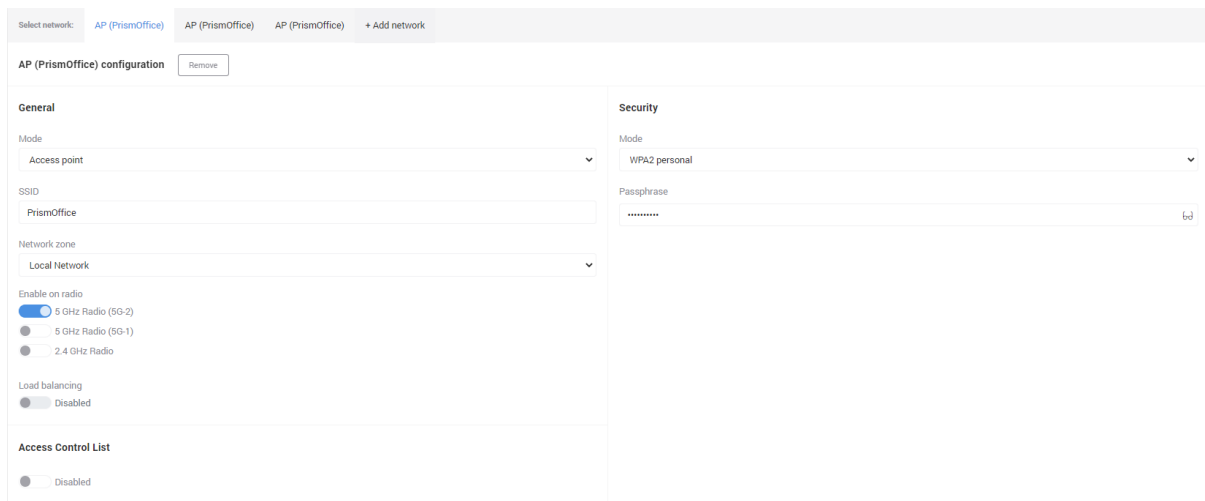 Select network: AP (PrismOffice) AP (PrismOffice) AP (PrismOffice) + Add network
AP (PrismOffice) configuration Remove
General
Mode
Access point
SSID
PrismOffice
Network zone
Local Network
Enable on radio
5 GHz Radio (5G-2)
5 GHz Radio (5G-1)
2.4 GHz Radio
Load balancing
Disabled
Access Control List
Disabled
Security
Mode
WPA2 personal
Passphrase
••••••••••